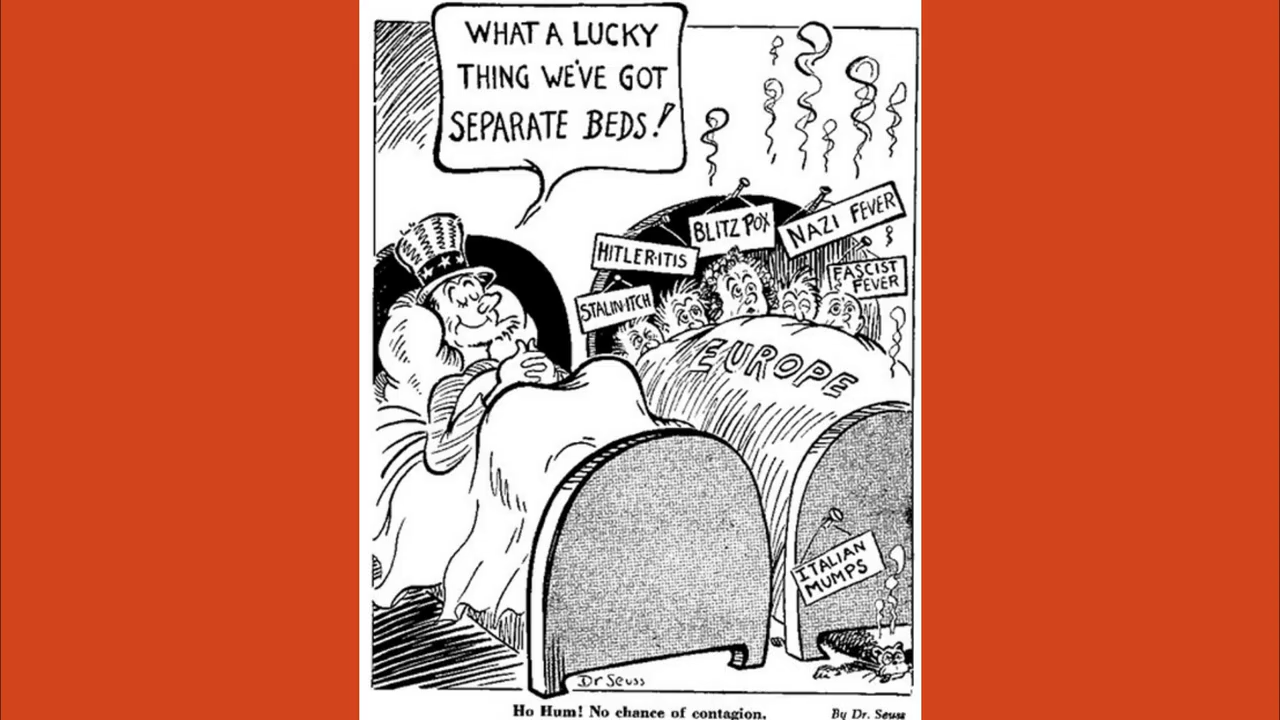 WHAT A LUCKY
THING WE'VE GOT
SEPARATE BEDS!
BLITZ POX
NAZI FEVER
HITLER-ITIS
FASCIST
FEVER
STALIN-ITCH
EUROPE
ITALIAN
MUMPS
Dr Seuss
Ho Hum! No chance of contagion.
By Dr. Seuss